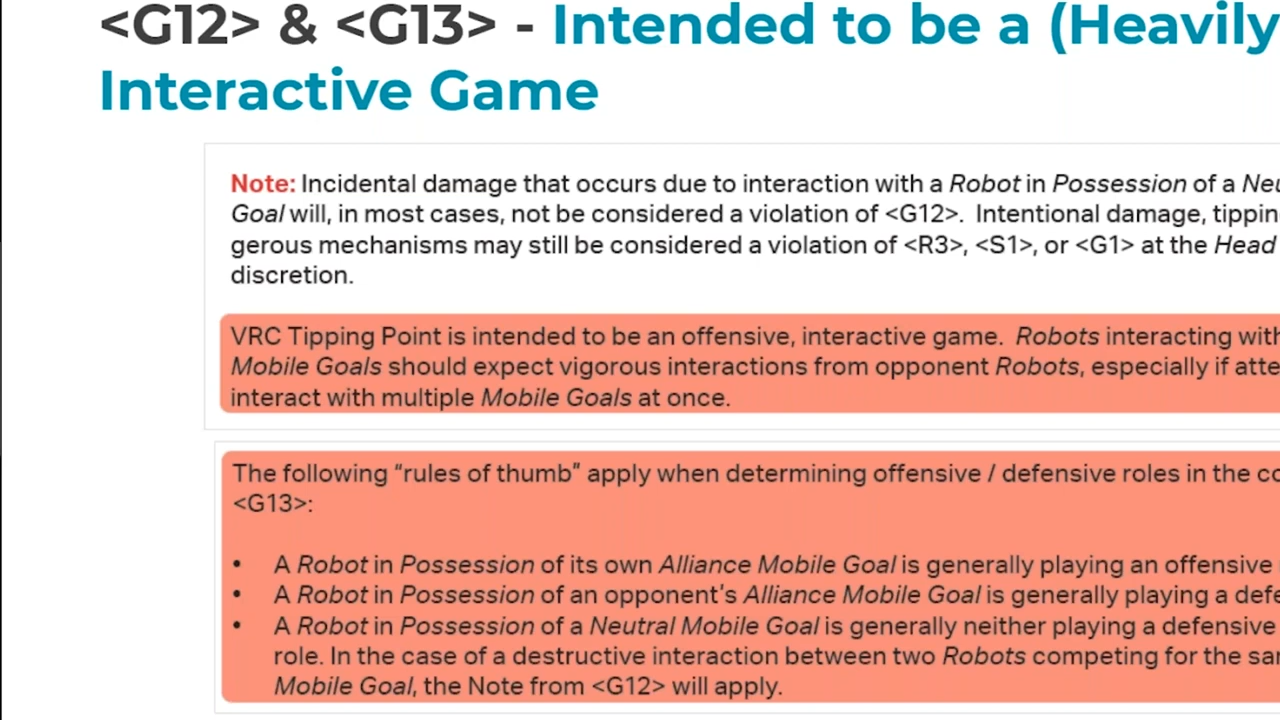 <G12> & <G13> - Intended to be a (Heavily
Interactive Game
Note: Incidental damage that occurs due to interaction with a Robot in Possession of a Neu
Goal will, in most cases, not be considered a violation of <G12>. Intentional damage, tippin
gerous mechanisms may still be considered a violation of <R3>, <S1>, or <G1> at the Head
discretion.
VRC Tipping Point is intended to be an offensive, interactive game. Robots interacting with
Mobile Goals should expect vigorous interactions from opponent Robots, especially if atte
interact with multiple Mobile Goals at once.
The following “rules of thumb” apply when determining offensive / defensive roles in the co
<G13>:
• A Robot in Possession of its own Alliance Mobile Goal is generally playing an offensive
• A Robot in Possession of an opponent’s Alliance Mobile Goal is generally playing a defe
• A Robot in Possession of a Neutral Mobile Goal is generally neither playing a defensive
role. In the case of a destructive interaction between two Robots competing for the sa
Mobile Goal, the Note from <G12> will apply.